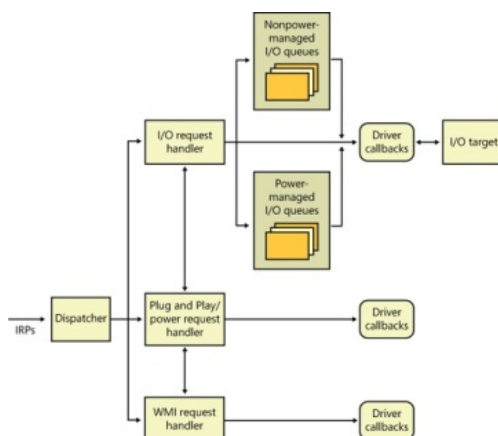 Nonpower-
managed
I/O queues
I/O request
handler
Driver
callbacks
I/O target
Power-
managed
I/O queues
IRPs
Dispatcher
Plug and Play/
power request
handler
Driver
callbacks
WMI request
handler
Driver
callbacks